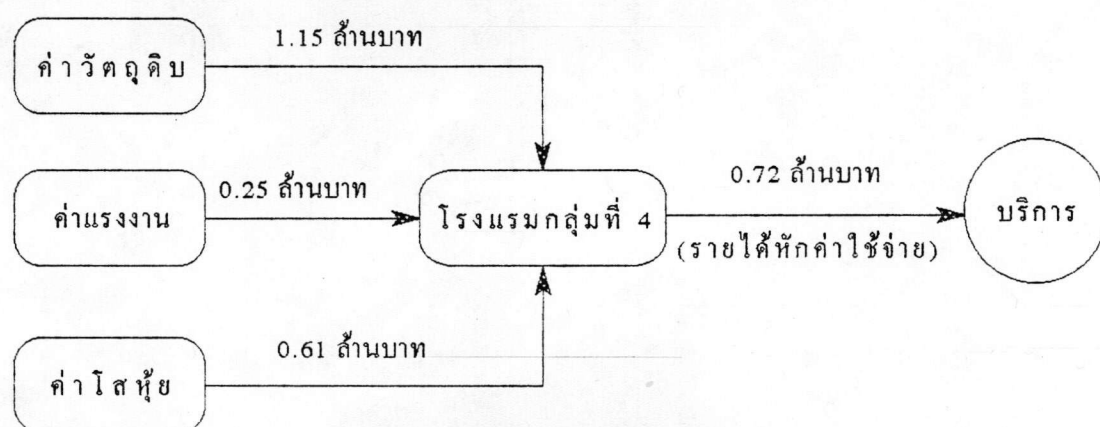 1.15 ล้านบาท
ค่าวัตถุดิบ
0.25 ล้านบาท
ค่าแรงงาน
โรงแรมกลุ่มที่ 4
0.72 ล้านบาท
(รายได้หักค่าใช้จ่าย)
บริการ
0.61 ล้านบาท
ค่าโสหุ้ย